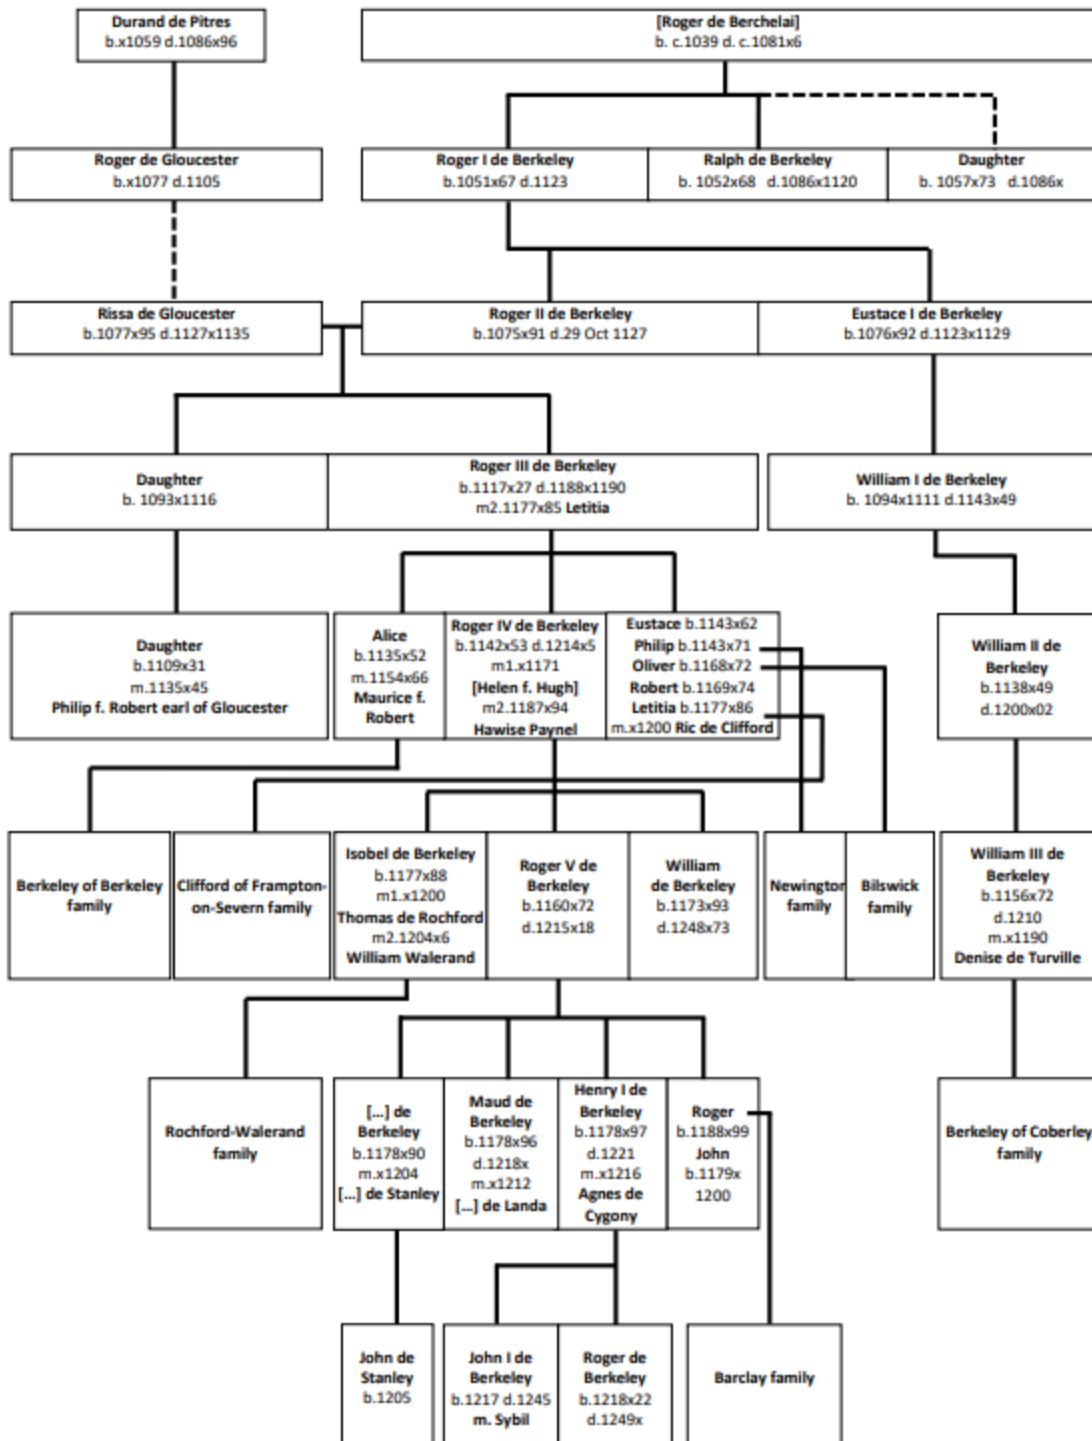 Durand de Pitres
b.x1059 d.1086x96
[Roger de Berchelai]
b. c.1039 d. c.1081x6
Roger de Gloucester
b.x1077 d.1105
Roger I de Berkeley
b.1051x67 d.1123
Ralph de Berkeley
b. 1052x68 d.1086x1120
Daughter
b. 1057x73 d.1086x
Rissa de Gloucester
b.1077x95 d.1127x1135
Roger II de Berkeley
b.1075x91 d.29 Oct 1127
Eustace I de Berkeley
b.1076x92 d.1123x1129
Daughter
b. 1093x1116
Roger III de Berkeley
b.1117x27 d.1188x1190
m2.1177x85 Letitia
William I de Berkeley
b. 1094x1111 d.1143x49
Daughter
b.1109x31
m.1135x45
Philip f. Robert earl of Gloucester
Alice
b.1135x52
m.1154x66
Maurice f.
Robert
Roger IV de Berkeley
b.1142x53 d.1214x5
m1.x1171
[Helen f. Hugh]
m2.1187x94
Hawise Paynel
Eustace b.1143x62
Philip b.1143x71
Oliver b.1168x72
Robert b.1169x74
Letitia b.1177x86
m.x1200 Ric de Clifford
William II de
Berkeley
b.1138x49
d.1200x02
Berkeley of Berkeley
family
Clifford of Frampton-
on-Severn family
Isobel de Berkeley
b.1177x88
m1.x1200
Thomas de Rochford
m2.1204x6
William Walerand
Roger V de
Berkeley
b.1160x72
d.1215x18
William
de Berkeley
b.1173x93
d.1248x73
Newington
family
Bilswick
family
William III de
Berkeley
b.1156x72
d.1210
m.x1190
Denise de Turville
Rochford-Walerand
family
[...] de
Berkeley
b.1178x90
m.x1204
[...] de Stanley
Maud de
Berkeley
b.1178x96
d.1218x
m.x1212
[...] de Landa
Henry I de
Berkeley
b.1178x97
d.1221
m.x1216
Agnes de
Cygony
Roger
b.1188x99
John
b.1179x
1200
Berkeley of Coberley
family
John de
Stanley
b.1205
John I de
Berkeley
b.1217 d.1245
m. Sybil
Roger de
Berkeley
b.1218x22
d.1249x
Barclay family